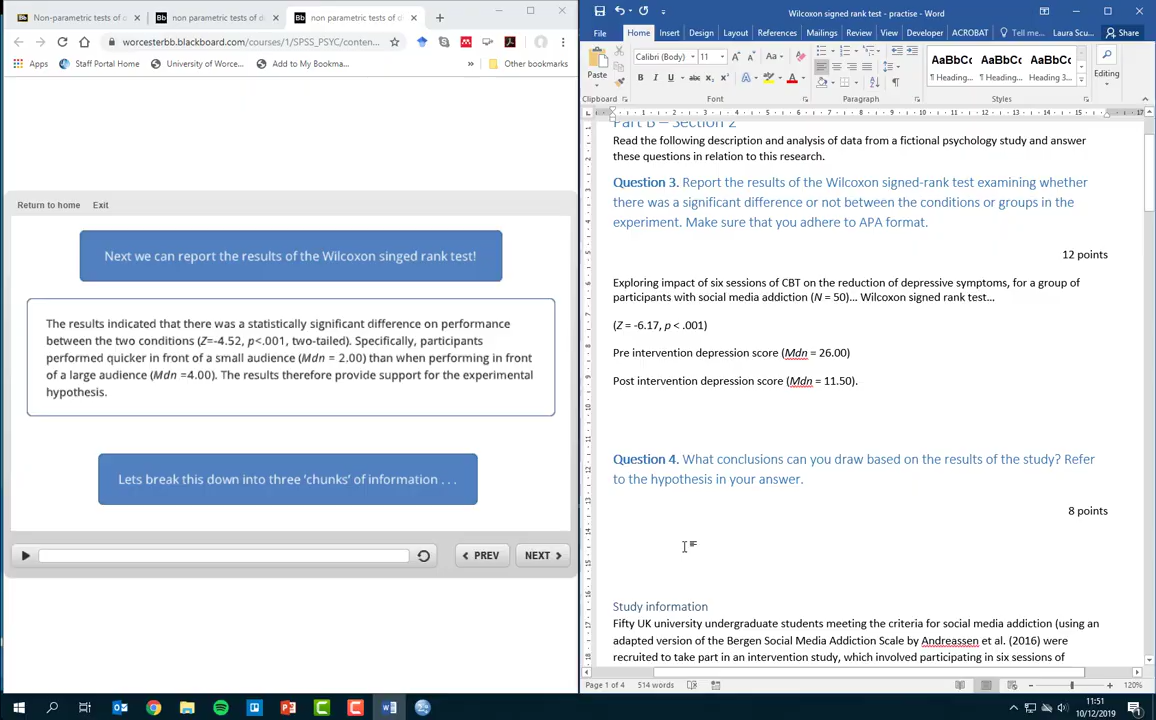 Non-parametric tests of di
non parametric tests of d
non parametric tests of d
worcesterbb.blackboard.com/courses/1/SPSS_PSYC/conten...
Apps
Staff Portal Home
University of Worce...
Add to My Bookma...
»
Other bookmarks
Return to home Exit
Next we can report the results of the Wilcoxon singed rank test!
The results indicated that there was a statistically significant difference on performance
between the two conditions (Z=-4.52, p<.001, two-tailed). Specifically, participants
performed quicker in front of a small audience (Mdn = 2.00) than when performing in front
of a large audience (Mdn =4.00). The results therefore provide support for the experimental
hypothesis.
Lets break this down into three 'chunks' of information . . .
PREV NEXT
Wilcoxon signed rank test - practise - Word
File Home Insert Design Layout References Mailings Review View Developer ACROBAT Tell me... Laura Scu... Share
Calibri (Body) 11
Paste
AaBbCc AaBbCc AaBbCc
¶ Heading... ¶ Heading... Heading 3...
Editing
Clipboard Font Paragraph Styles
Part B – Section 2
Read the following description and analysis of data from a fictional psychology study and answer
these questions in relation to this research.
Question 3. Report the results of the Wilcoxon signed-rank test examining whether
there was a significant difference or not between the conditions or groups in the
experiment. Make sure that you adhere to APA format.
12 points
Exploring impact of six sessions of CBT on the reduction of depressive symptoms, for a group of
participants with social media addiction (N = 50)... Wilcoxon signed rank test...
(Z = -6.17, p < .001)
Pre intervention depression score (Mdn = 26.00)
Post intervention depression score (Mdn = 11.50).
Question 4. What conclusions can you draw based on the results of the study? Refer
to the hypothesis in your answer.
8 points
Study information
Fifty UK university undergraduate students meeting the criteria for social media addiction (using an
adapted version of the Bergen Social Media Addiction Scale by Andreassen et al. (2016) were
recruited to take part in an intervention study, which involved participating in six sessions of
Page 1 of 4 514 words
120%
11:51
10/12/2019